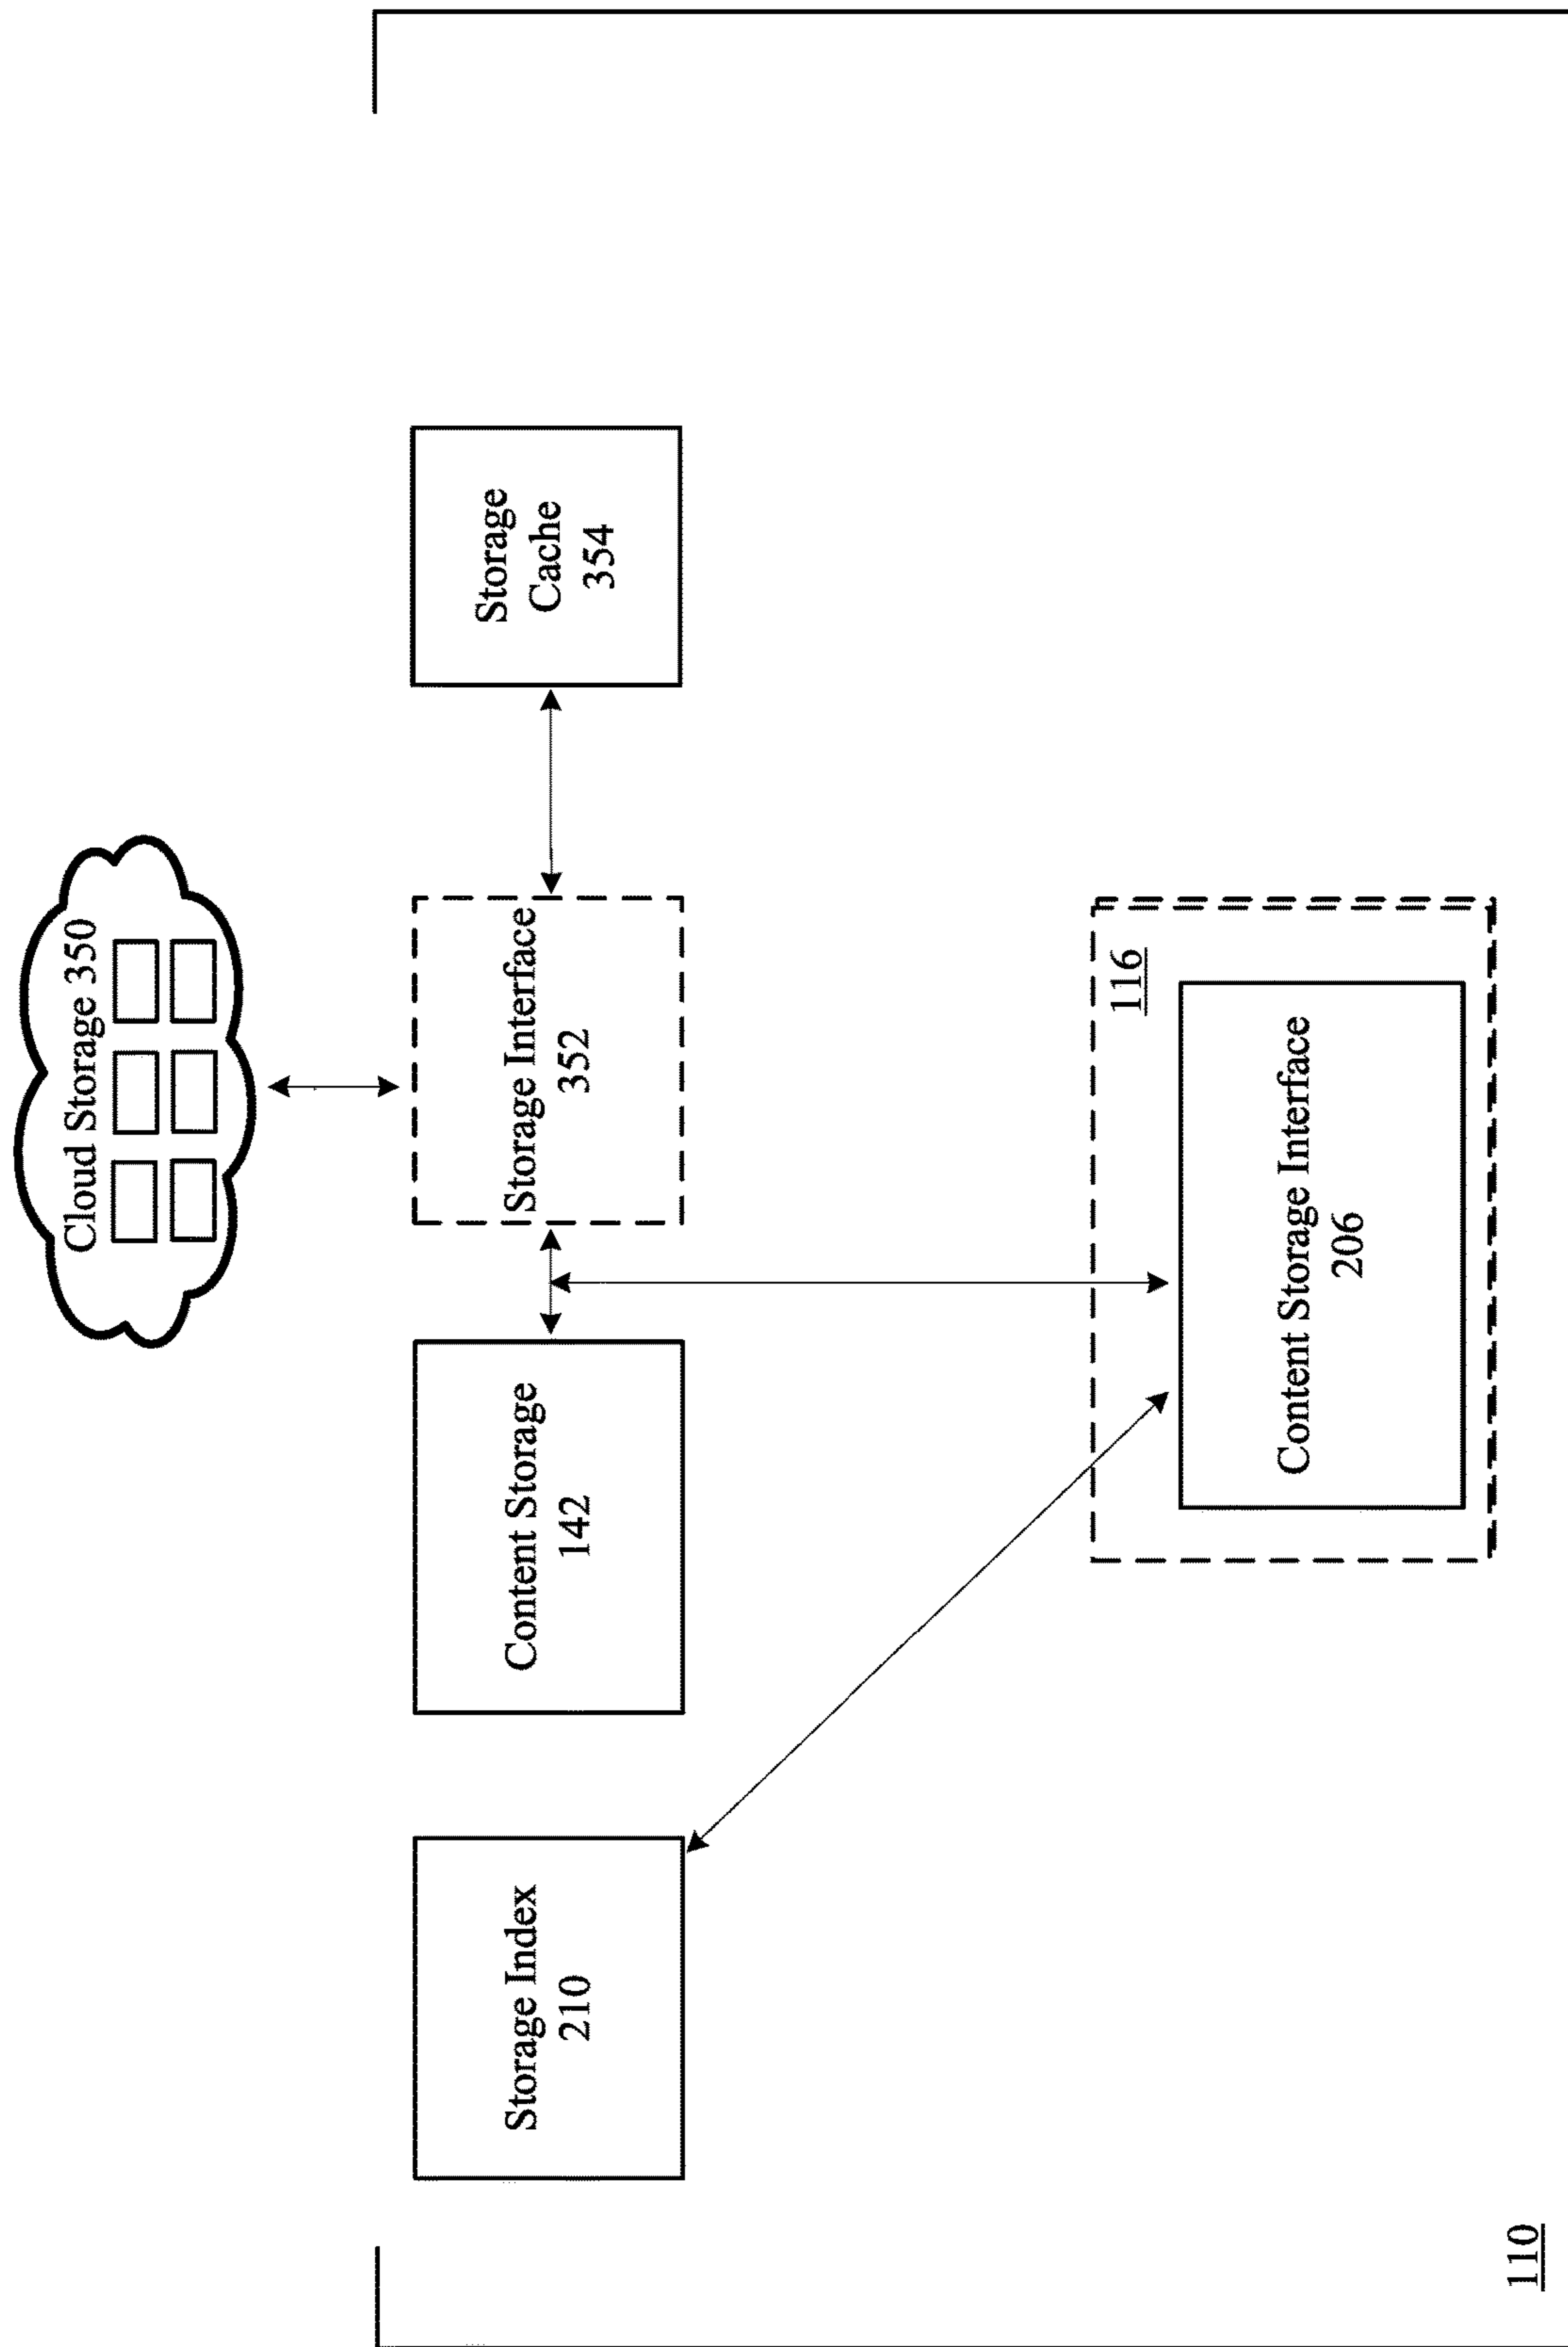 Cloud Storage 350
Storage Index
210
Content Storage
142
Storage Interface
352
Storage
Cache
354
116
Content Storage Interface
206
110